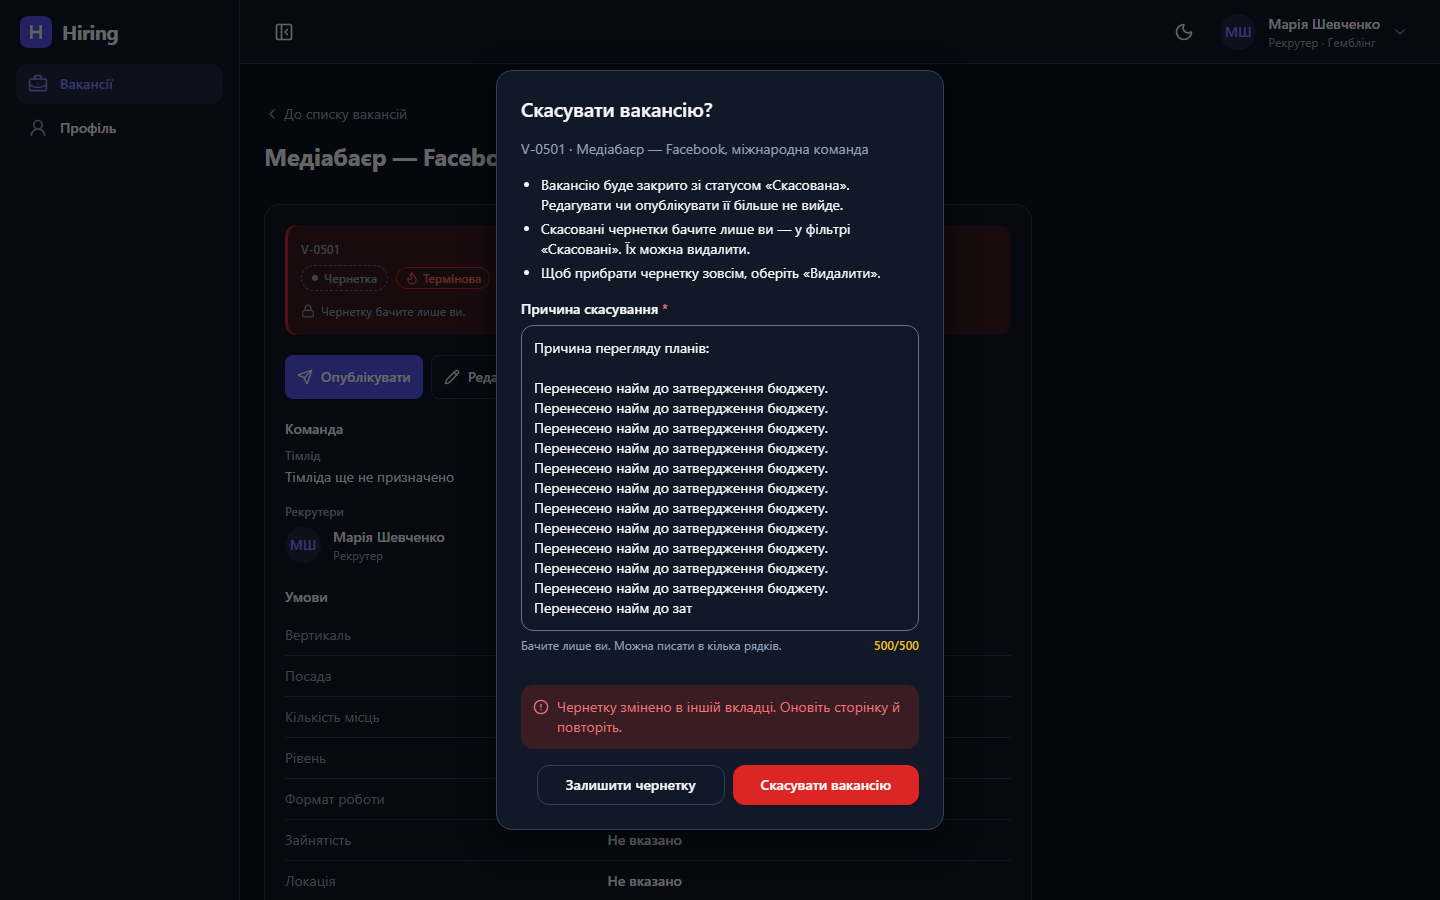 H Hiring
Вакансії
Профіль
МШ
Марія Шевченко
Рекрутер · Гемблінг
До списку вакансій
Медіабаєр — Facebo
V-0501
Чернетка
Термінова
Чернетку бачите лише ви.
Опублікувати
Реда
Команда
Тімлід
Тімліда ще не призначено
Рекрутери
МШ
Марія Шевченко
Рекрутер
Умови
Вертикаль
Посада
Кількість місць
Рівень
Формат роботи
Зайнятість
Не вказано
Локація
Не вказано
Скасувати вакансію?
V-0501 · Медіабаєр — Facebook, міжнародна команда
Вакансію буде закрито зі статусом «Скасована».
Редагувати чи опублікувати її більше не вийде.
Скасовані чернетки бачите лише ви — у фільтрі
«Скасовані». Їх можна видалити.
Щоб прибрати чернетку зовсім, оберіть «Видалити».
Причина скасування *
Причина перегляду планів:
Перенесено найм до затвердження бюджету.
Перенесено найм до затвердження бюджету.
Перенесено найм до затвердження бюджету.
Перенесено найм до затвердження бюджету.
Перенесено найм до затвердження бюджету.
Перенесено найм до затвердження бюджету.
Перенесено найм до затвердження бюджету.
Перенесено найм до затвердження бюджету.
Перенесено найм до затвердження бюджету.
Перенесено найм до затвердження бюджету.
Перенесено найм до затвердження бюджету.
Перенесено найм до зат
Бачите лише ви. Можна писати в кілька рядків.
500/500
Чернетку змінено в іншій вкладці. Оновіть сторінку й
повторіть.
Залишити чернетку
Скасувати вакансію